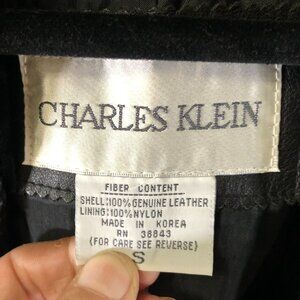 CHARLES KLEIN
FIBER CONTENT
SHELL:100%GENUINE LEATHER
LINING:100%NYLON
MADE IN KOREA
RN 38843
(FOR CARE SEE REVERSE)
S